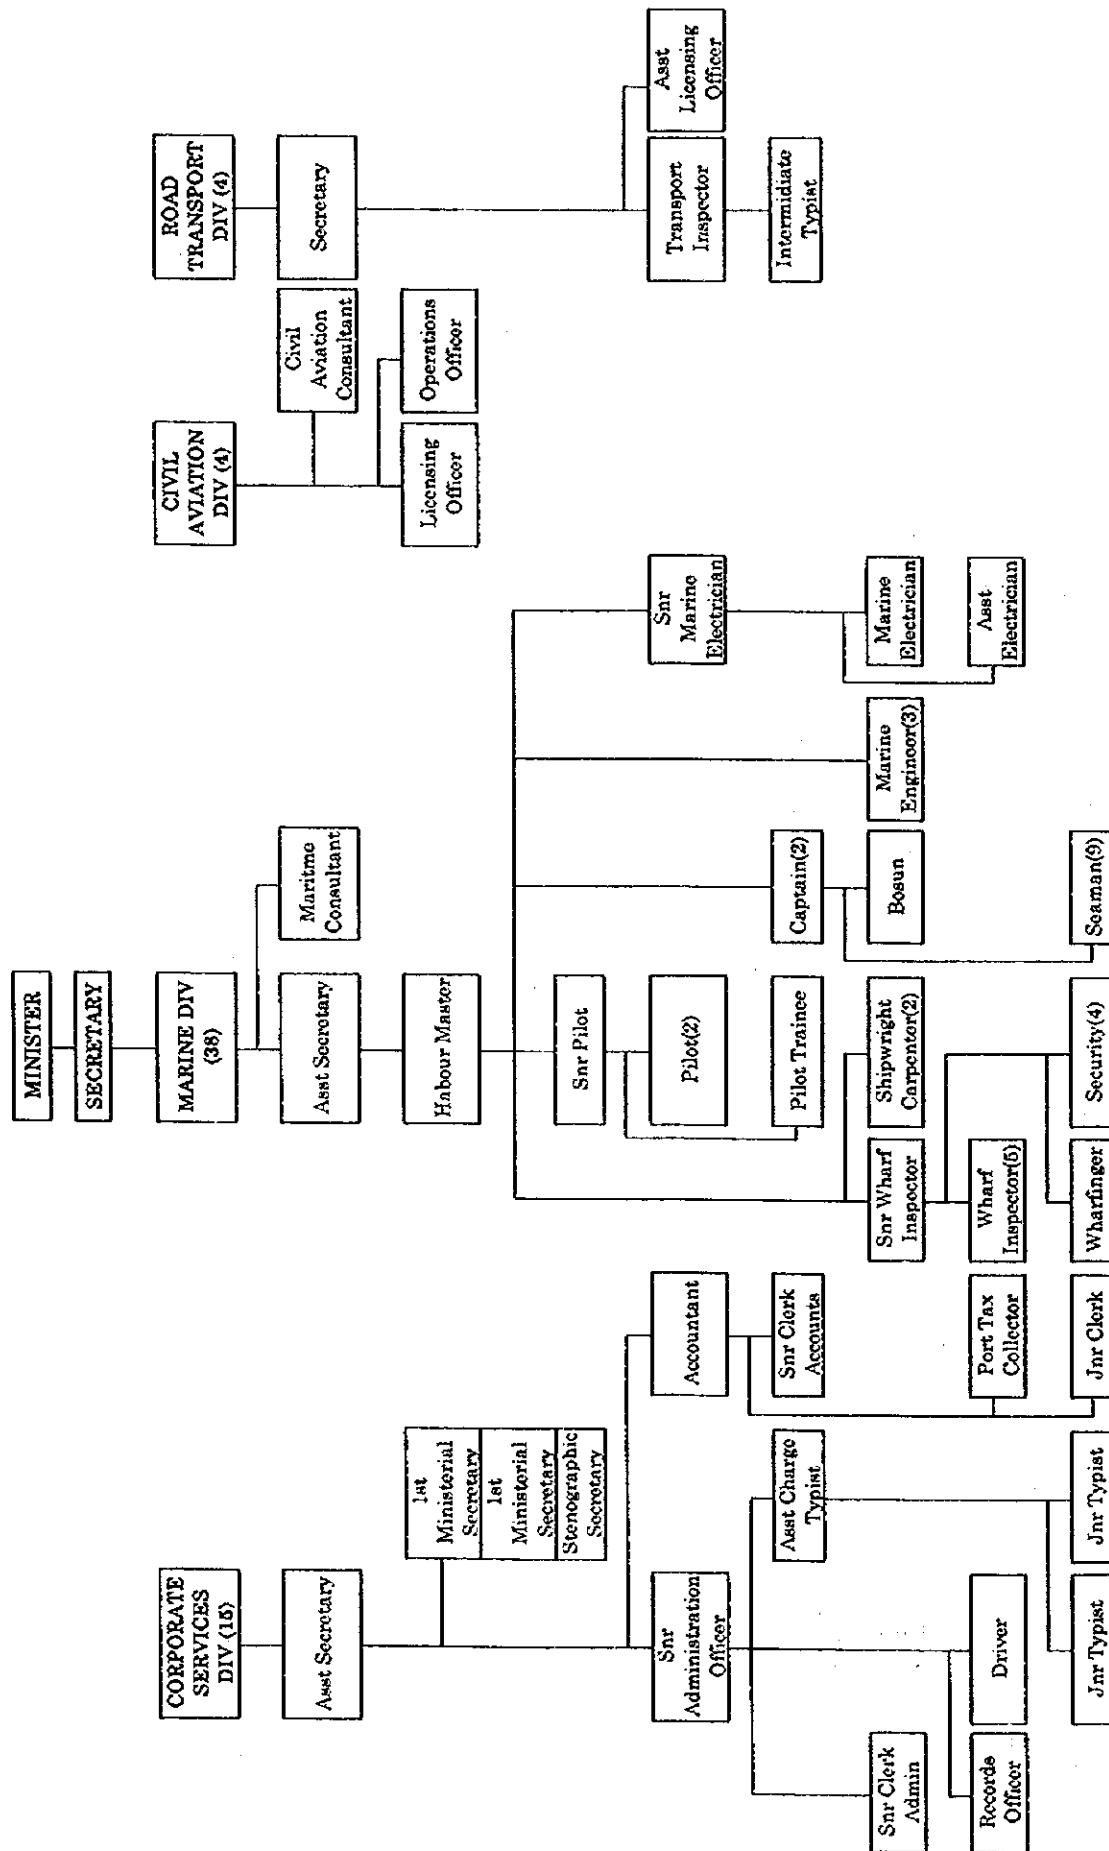 MINISTER
SECRETARY
CORPORATE
SERVICES
DIV (15)
MARINE DIV
(38)
CIVIL
AVIATION
DIV (4)
ROAD
TRANSPORT
DIV (4)
Asst Secretary
Asst Secretary
Maritme
Consultant
Civil
Aviation
Consultant
Secretary
1st
Ministerial
Secretary
1st
Ministerial
Secretary
Stenographic
Secretary
Habour Master
Licensing
Officer
Operations
Officer
Snr Pilot
Snr
Administration
Officer
Accountant
Pilot(2)
Snr
Marine
Electrician
Transport
Inspector
Asst
Licensing
Officer
Asst Charge
Typist
Snr Clerk
Accounts
Pilot Trainee
Captain(2)
Intermidiate
Typist
Snr Clerk
Admin
Snr Wharf
Inspector
Shipwright
Carpenter(2)
Bosun
Marine
Engineer(3)
Marine
Electrician
Records
Officer
Driver
Port Tax
Collector
Wharf
Inspector(5)
Asst
Electrician
Jnr Typist
Jnr Typist
Jnr Clerk
Wharfinger
Security(4)
Seaman(9)